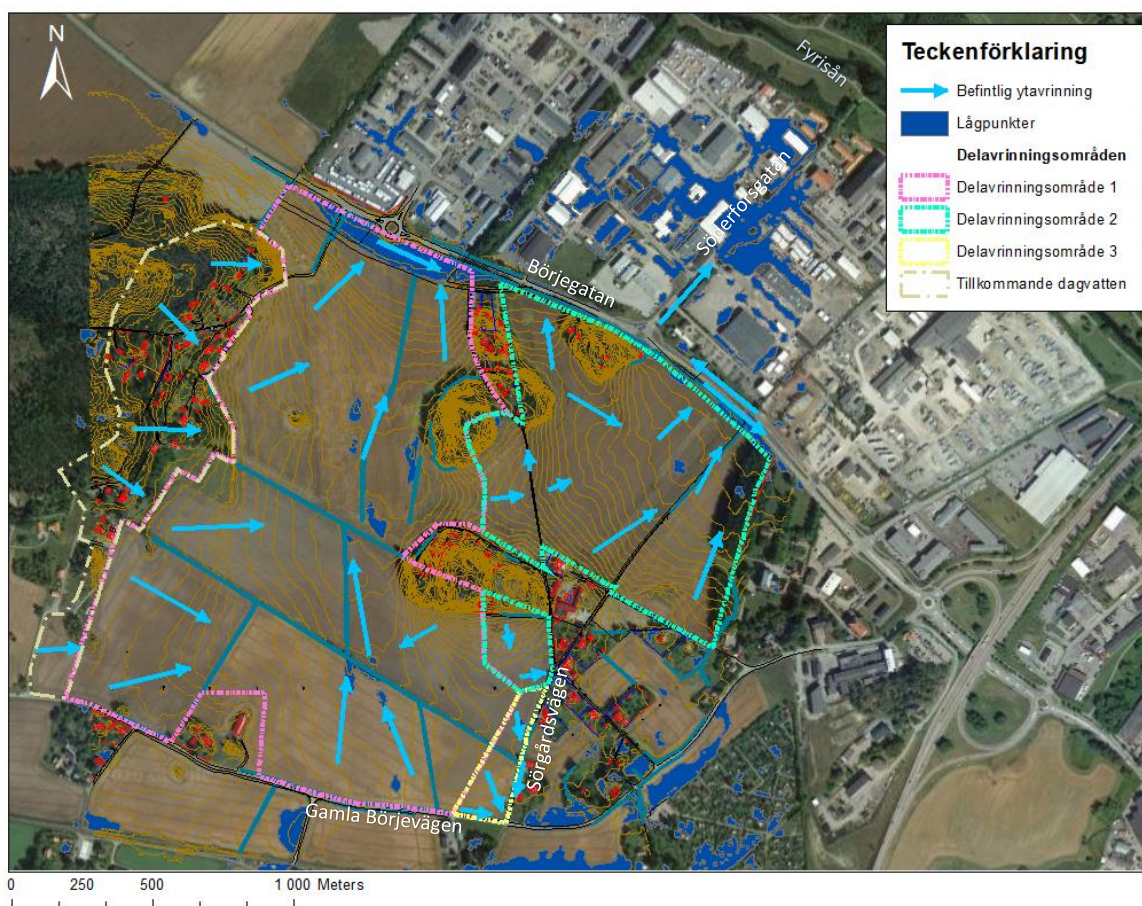 N
Fyrisån
Teckenförklaring
Befintlig ytavrinning
Lågpunkter
Delavrinningsområden
Delavrinningsområde 1
Delavrinningsområde 2
Delavrinningsområde 3
Tillkommande dagvatten
Söderforsgatan
Börjegatan
Sörgårdsvägen
Gamla Börjevägen
0 250 500 1 000 Meters